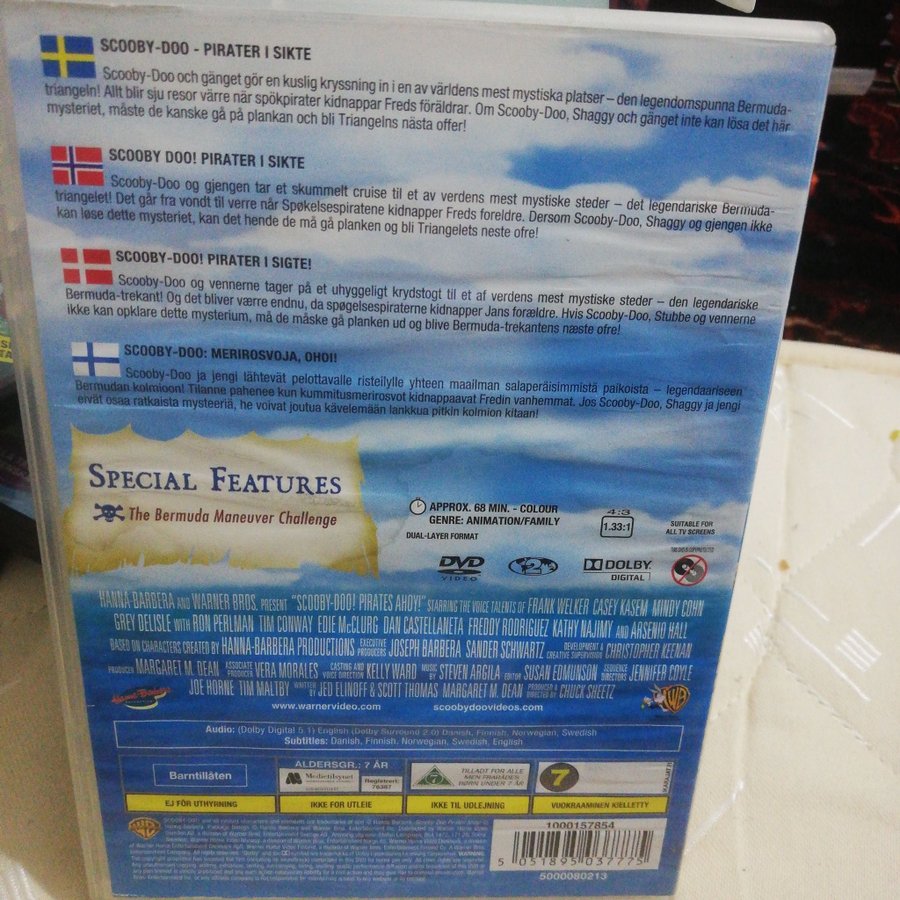 SCOOBY-DOO - PIRATER I SIKTE
Scooby-Doo och gänget gör en kuslig kryssning in i en av världens mest mystiska platser – den legendomspunna Bermuda-
triangeln! Allt blir sju resor värre när spökpirater kidnappar Freds föräldrar. Om Scooby-Doo, Shaggy och gänget inte kan lösa det här
mysteriet, måste de kanske gå på plankan och bli Triangelns nästa offer!
SCOOBY DOO! PIRATER I SIKTE
Scooby-Doo og gjengen tar et skummelt cruise til et av verdens mest mystiske steder – det legendariske Bermuda-
triangelet! Det går fra vondt til verre når Spøkelsespiratene kidnapper Freds foreldre. Dersom Scooby-Doo, Shaggy og gjengen ikke
kan løse dette mysteriet, kan det hende de må gå planken og bli Triangelets neste ofre!
SCOOBY-DOO! PIRATER I SIGTE!
Scooby-Doo og vennerne tager på et uhyggeligt krydstogt til et af verdens mest mystiske steder – den legendariske
Bermuda-trekant! Og det bliver værre endnu, da spøgelsespiraterne kidnapper Jans forældre. Hvis Scooby-Doo, Stubbe og vennerne
ikke kan opklare dette mysterium, må de måske gå planken ud og blive Bermuda-trekantens næste ofre!
SCOOBY-DOO: MERIROSVOJA, OHOI!
Scooby-Doo ja jengi lähtevät pelottavalle risteilylle yhteen maailman salaperäisimmistä paikoista – legendaariseen
Bermudan kolmioon! Tilanne pahenee kun kummitusmerirosvot kidnappaavat Fredin vanhemmat. Jos Scooby-Doo, Shaggy ja jengi
eivät osaa ratkaista mysteeriä, he voivat joutua kävelemään lankkua pitkin kolmion kitaan!
SPECIAL FEATURES
The Bermuda Maneuver Challenge
APPROX. 68 MIN. - COLOUR
GENRE: ANIMATION/FAMILY
DUAL-LAYER FORMAT
4:3
1.33:1
SUITABLE FOR
ALL TV SCREENS
DVD
VIDEO
2
DOLBY
DIGITAL
THIS DVD IS COPY PROTECTED
HANNA-BARBERA AND WARNER BROS. PRESENT "SCOOBY-DOO! PIRATES AHOY!" STARRING THE VOICE TALENTS OF FRANK WELKER CASEY KASEM MINDY COHN
GREY DELISLE WITH RON PERLMAN TIM CONWAY EDIE McCLURG DAN CASTELLANETA FREDDY RODRIGUEZ KATHY NAJIMY AND ARSENIO HALL
BASED ON CHARACTERS CREATED BY HANNA-BARBERA PRODUCTIONS EXECUTIVE PRODUCERS JOSEPH BARBERA SANDER SCHWARTZ DEVELOPMENT & CREATIVE SUPERVISION CHRISTOPHER KEENAN
PRODUCER MARGARET M. DEAN ASSOCIATE PRODUCER VERA MORALES CASTING AND VOICE DIRECTION KELLY WARD MUSIC BY STEVEN ARGILA EDITOR SUSAN EDMUNSON SEQUENCE DIRECTORS JENNIFER COYLE
JOE HORNE TIM MALTBY WRITTEN BY JED ELINOFF & SCOTT THOMAS MARGARET M. DEAN PRODUCED & DIRECTED BY CHUCK SHEETZ
Hanna-Barbera
www.warnervideo.com scoobydoovideos.com
WB
Audio: (Dolby Digital 5.1) English (Dolby Surround 2.0) Danish, Finnish, Norwegian, Swedish
Subtitles: Danish, Finnish, Norwegian, Swedish, English
Barntillåten
ALDERSGR.: 7 ÅR
Medietilsynet
Registrert
76387
7
TILLADT FOR ALLE
MEN FRARÅDES
BØRN UNDER 7 ÅR
7
EJ FÖR UTHYRNING
IKKE FOR UTLEIE
IKKE TIL UDLEJNING
VUOKRAAMINEN KIELLETTY
1000157854
5 051895 037775
5000080213